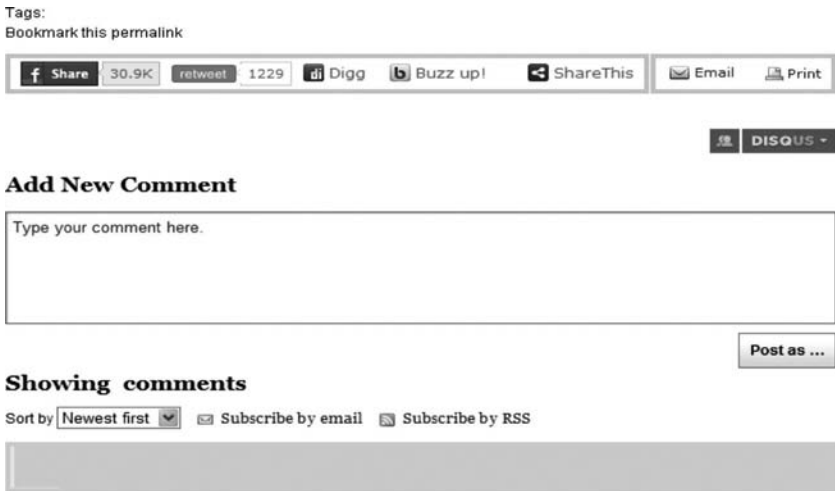 Tags:
Bookmark this permalink
f Share 30.9K retweet 1229 di Digg b Buzz up! ShareThis Email Print
DISQUS
Add New Comment
Type your comment here.
Post as ...
Showing comments
Sort by Newest first Subscribe by email Subscribe by RSS